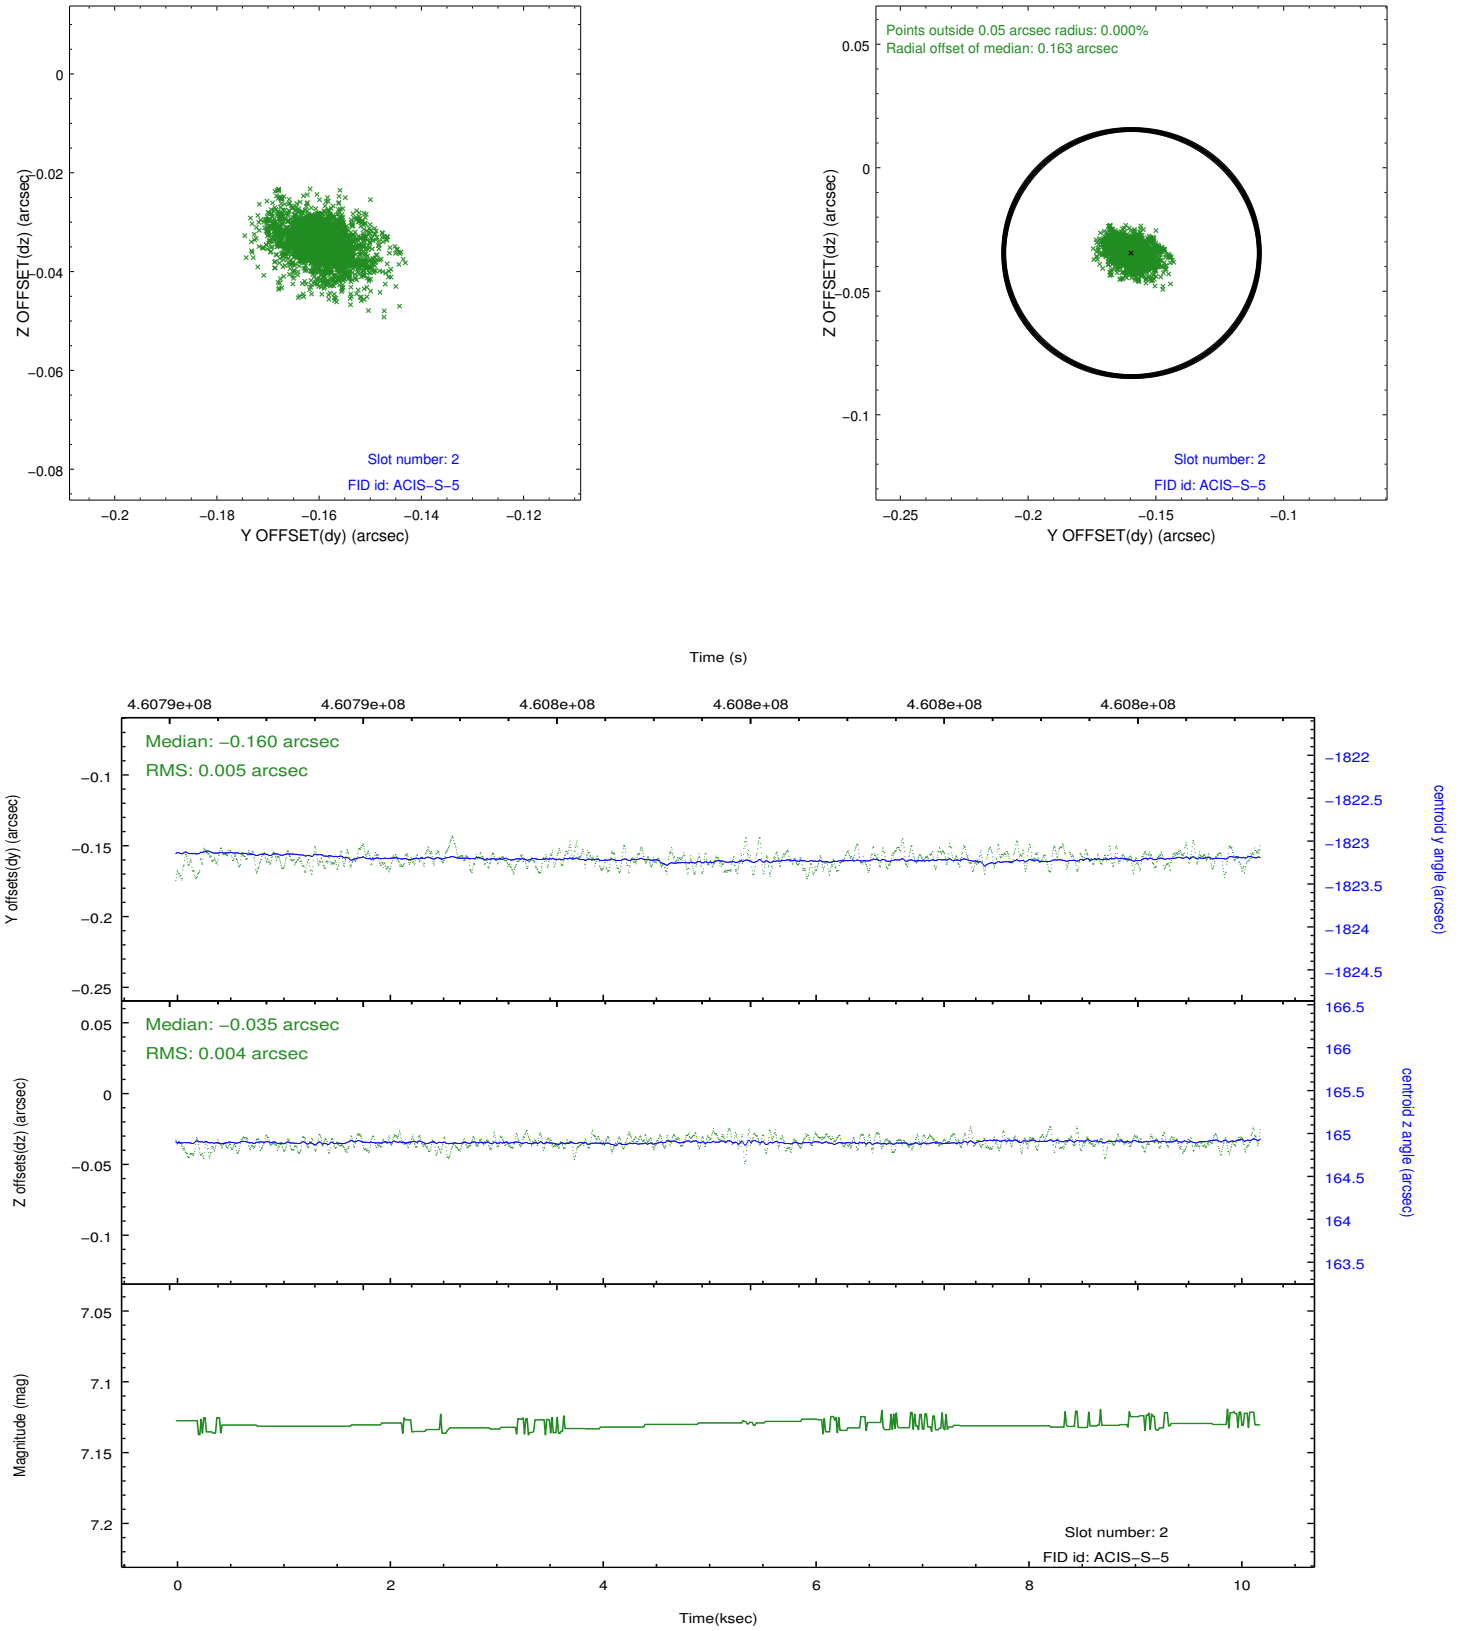 0
−0.02
−0.04
−0.06
−0.08
Z OFFSET(dz) (arcsec)
Slot number: 2
FID id: ACIS−S−5
−0.2
−0.18
−0.16
−0.14
−0.12
Y OFFSET(dy) (arcsec)
Points outside 0.05 arcsec radius: 0.000%
Radial offset of median: 0.163 arcsec
0.05
0
−0.05
−0.1
Z OFFSET(dz) (arcsec)
Slot number: 2
FID id: ACIS−S−5
−0.25
−0.2
−0.15
−0.1
Y OFFSET(dy) (arcsec)
Time (s)
4.6079e+08
4.6079e+08
4.608e+08
4.608e+08
4.608e+08
4.608e+08
Median: −0.160 arcsec
RMS: 0.005 arcsec
−0.1
−0.15
−0.2
−0.25
Y offsets(dy) (arcsec)
−1822
−1822.5
−1823
−1823.5
−1824
−1824.5
centroid y angle (arcsec)
Median: −0.035 arcsec
RMS: 0.004 arcsec
0.05
0
−0.05
−0.1
Z offsets(dz) (arcsec)
166.5
166
165.5
165
164.5
164
163.5
centroid z angle (arcsec)
7.05
7.1
7.15
7.2
Magnitude (mag)
Slot number: 2
FID id: ACIS−S−5
0
2
4
6
8
10
Time(ksec)